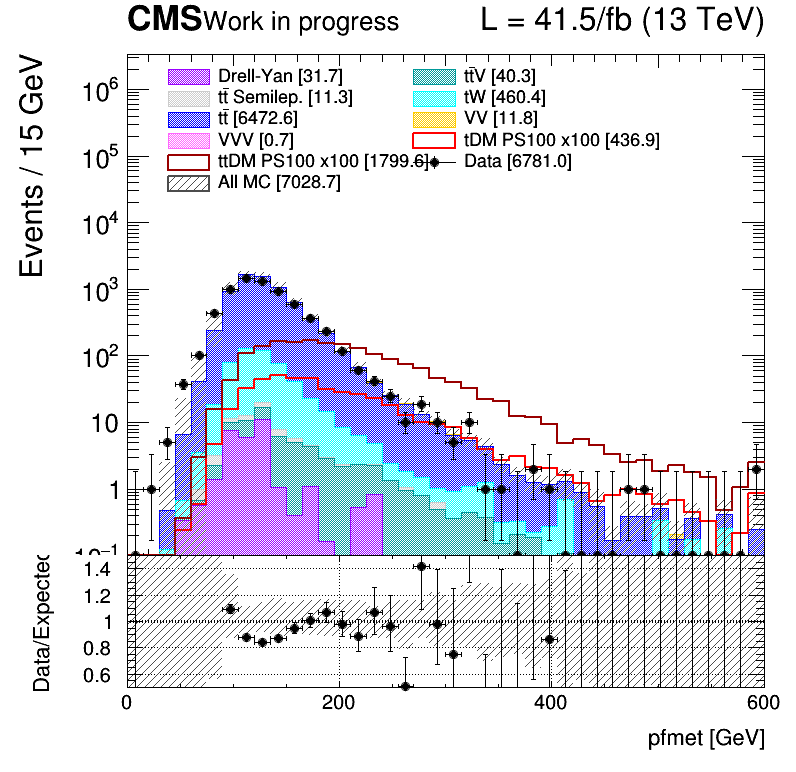 CMS Work in progress L = 41.5/fb (13 TeV)
Events / 15 GeV
Drell-Yan [31.7] tt̄V [40.3]
tt̄ Semilep. [11.3] tW [460.4]
tt̄ [6472.6] VV [11.8]
VVV [0.7] tDM PS100 x100 [436.9]
ttDM PS100 x100 [1799.6] Data [6781.0]
All MC [7028.7]
10⁶
10⁵
10⁴
10³
10²
10
1
10⁻¹
Data/Expected
1.4
1.2
1
0.8
0.6
0 200 400 600
pfmet [GeV]